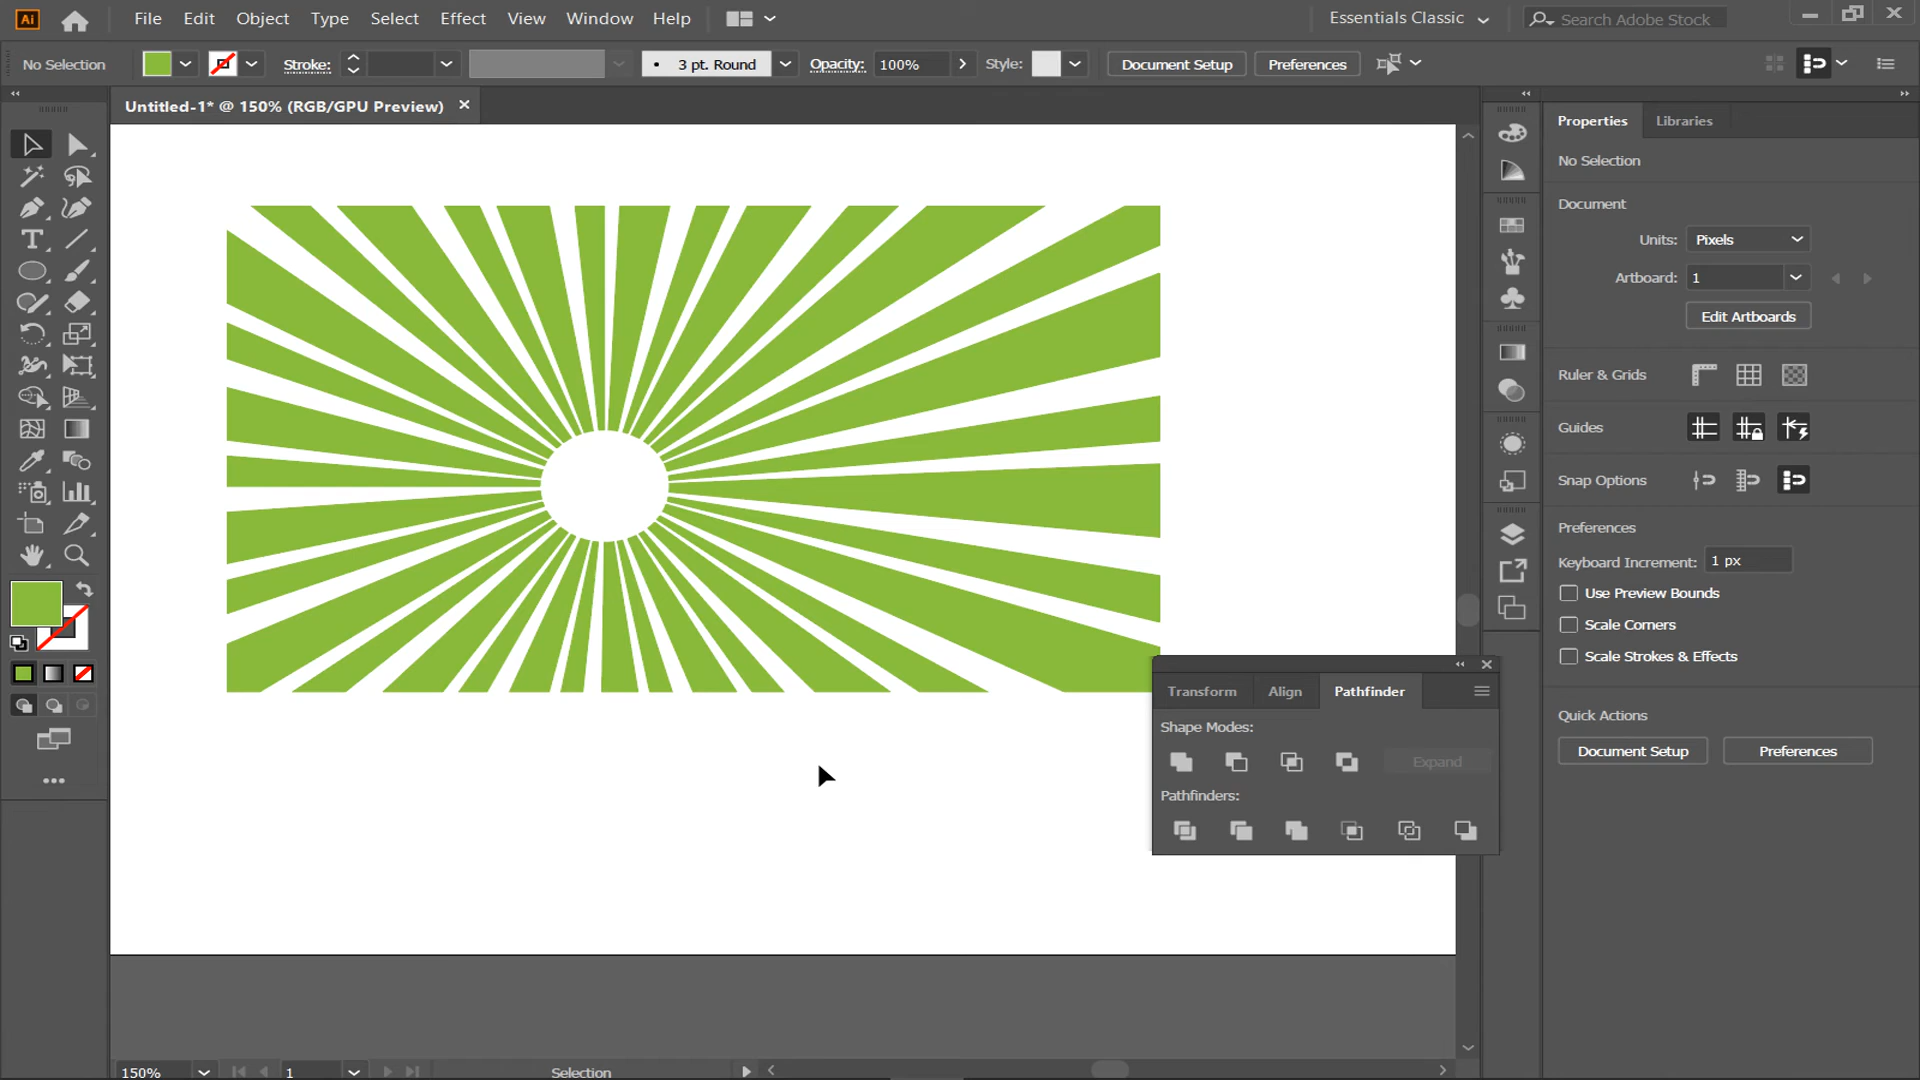 Ai File Edit Object Type Select Effect View Window Help Essentials Classic Search Adobe Stock
No Selection Stroke: 3 pt. Round Opacity: 100% Style: Document Setup Preferences
Untitled-1* @ 150% (RGB/GPU Preview)
Properties Libraries
No Selection
Document
Units: Pixels
Artboard: 1
Edit Artboards
Ruler & Grids
Guides
Snap Options
Preferences
Keyboard Increment: 1 px
Use Preview Bounds
Scale Corners
Scale Strokes & Effects
Quick Actions
Document Setup Preferences
Transform Align Pathfinder
Shape Modes:
Expand
Pathfinders:
150% 1 Selection